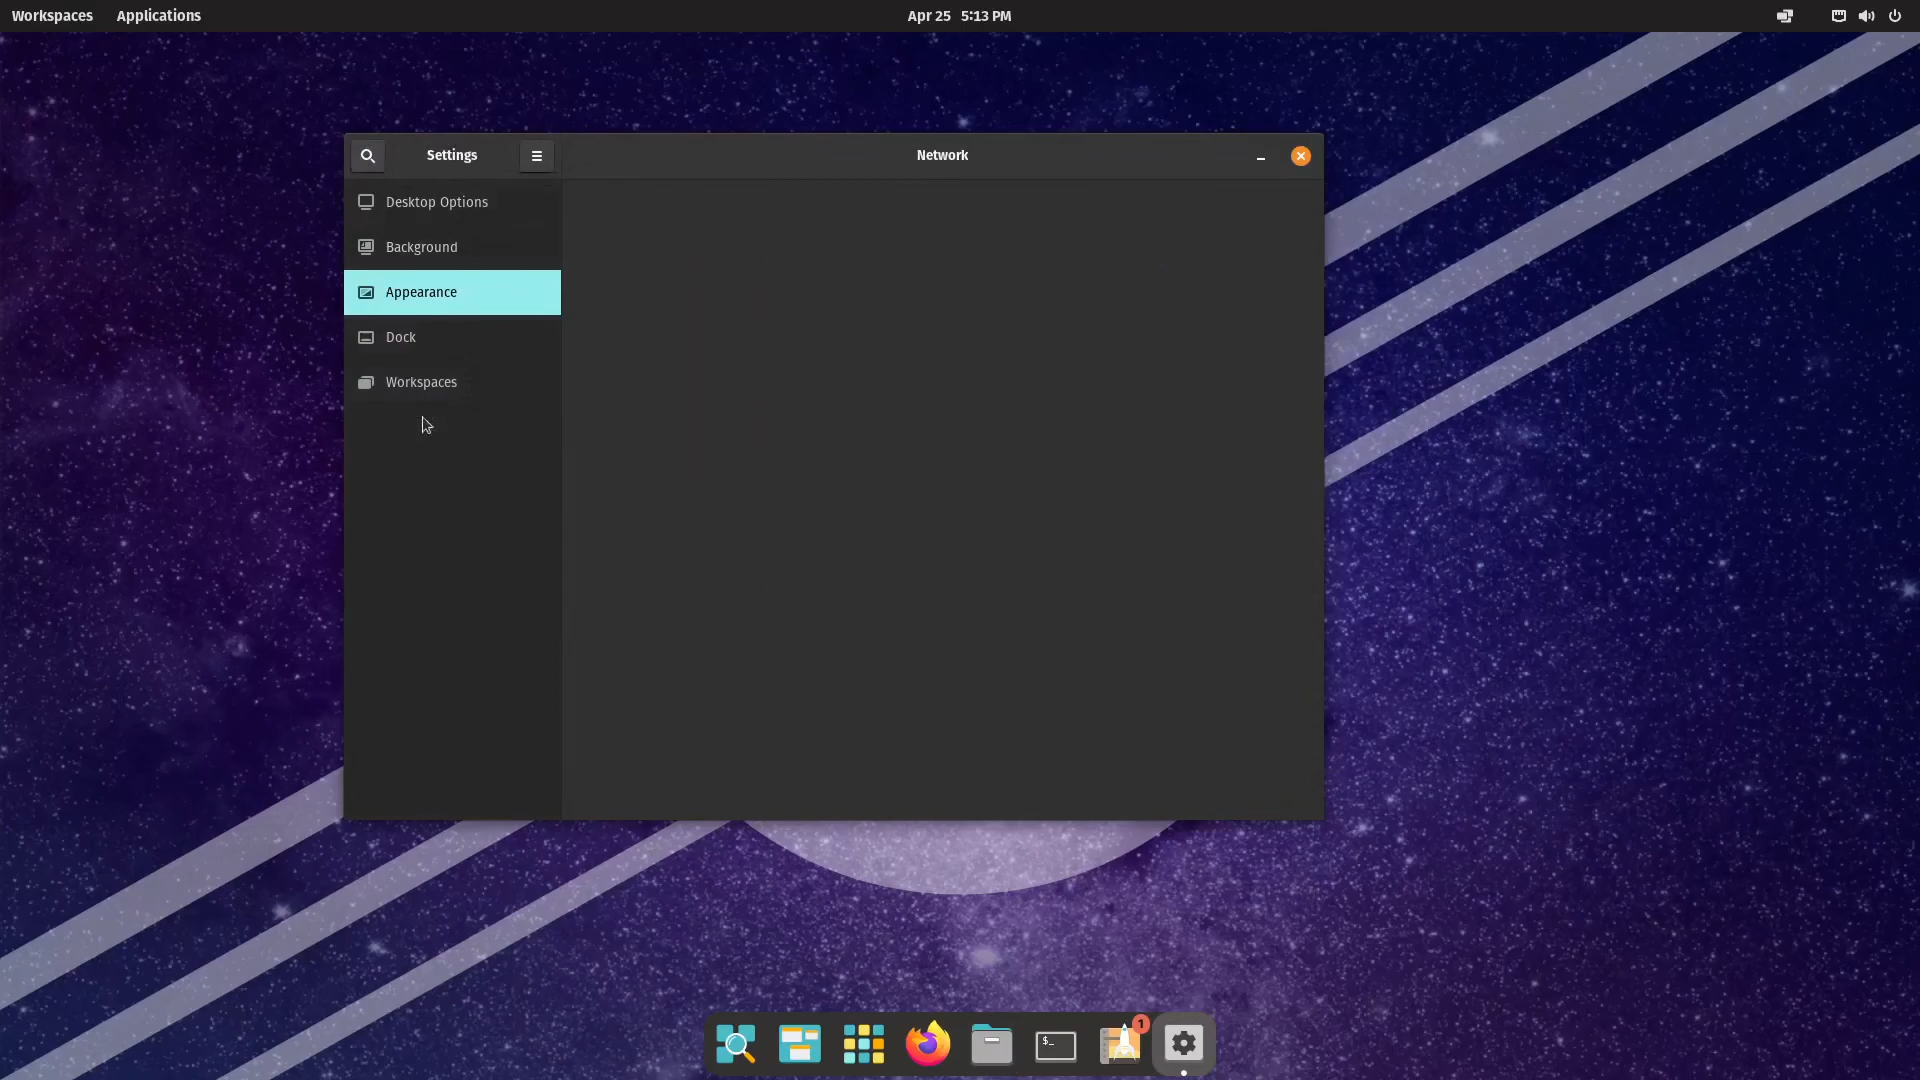 Workspaces Applications Apr 25 5:13 PM
Settings Network
Desktop Options
Background
Appearance
Dock
Workspaces
1
$_